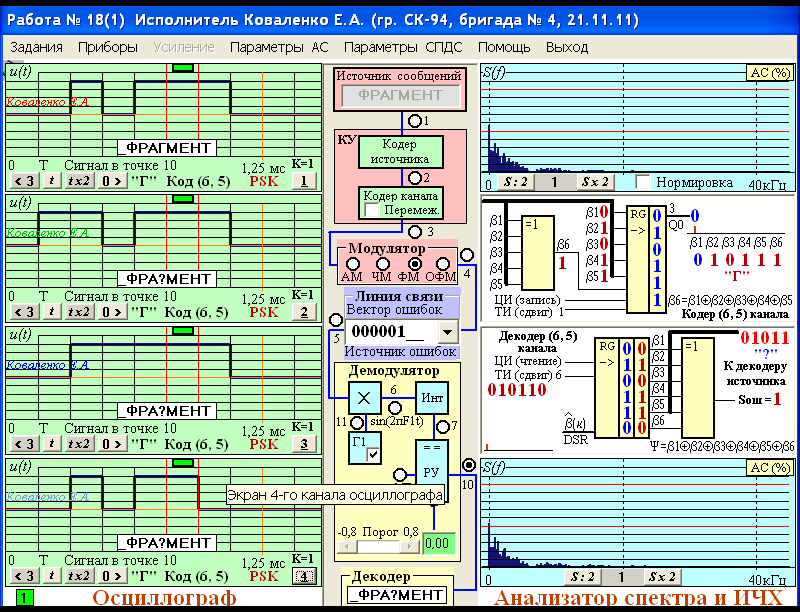 Работа № 18(1) Исполнитель Коваленко Е.А. (гр. СК-94, бригада № 4, 21.11.11)
Задания Приборы Усиление Параметры АС Параметры СПДС Помощь Выход
u(t)
Коваленко Е.А
_ФРАГМЕНТ
0 T Сигнал в точке 10 1,25 мс K=1
< 3 t tx2 0 > "Г" Код (6, 5) PSK 1
u(t)
Коваленко Е.А
_ФРА?МЕНТ
0 T Сигнал в точке 10 1,25 мс K=1
< 3 t tx2 0 > "Г" Код (6, 5) PSK 2
u(t)
Коваленко Е.А
_ФРА?МЕНТ
0 T Сигнал в точке 10 1,25 мс K=1
< 3 t tx2 0 > "Г" Код (6, 5) PSK 3
u(t)
Коваленко Е.А
_ФРА?МЕНТ
0 T Сигнал в точке 10 1,25 мс K=1
< 3 t tx2 0 > "Г" Код (6, 5) PSK 4
1 Осциллограф
Источник сообщений
ФРАГМЕНТ
1
КУ
Кодер
источника
2
Кодер канала
Перемеж.
3
Модулятор
АМ ЧМ ФМ ОФМ
4
Линия связи
Вектор ошибок
000001__
Источник ошибок
5
Демодулятор
X 6 Инт
11 sin(2πF1t) 7
Г1
= =
РУ
10
Экран 4-го канала осциллографа
-0,8 Порог 0,8
0,00
Декодер
_ФРА?МЕНТ
S(f) АС (%)
0 S : 2 1 S x 2 Нормировка 40кГц
β1
β2
β3
β4
β5
=1
β6
1
β1 0
β2 1
β3 0
β4 1
β5 1
RG
–>
0
1
0
1
1
1
3
Q0
0
β1 β2 β3 β4 β5 β6
0 1 0 1 1 1
"Г"
ЦИ (запись)
ТИ (сдвиг) 1
β6=β1⊕β2⊕β3⊕β4⊕β5
Кодер (6, 5) канала
Декодер (6, 5)
канала
ЦИ (чтение)
ТИ (сдвиг) 6
010110
β̂(к)
DSR
RG
–>
0 0
1 1
0 0
1 1
1 1
0 0
β1
β2
β3
β4
β5
β6
=1
01011
"?"
К декодеру
источника
Sош = 1
Ψ=β1⊕β2⊕β3⊕β4⊕β5⊕β6
S(f) АС (%)
0 S : 2 1 S x 2 40кГц
Анализатор спектра и ИЧХ